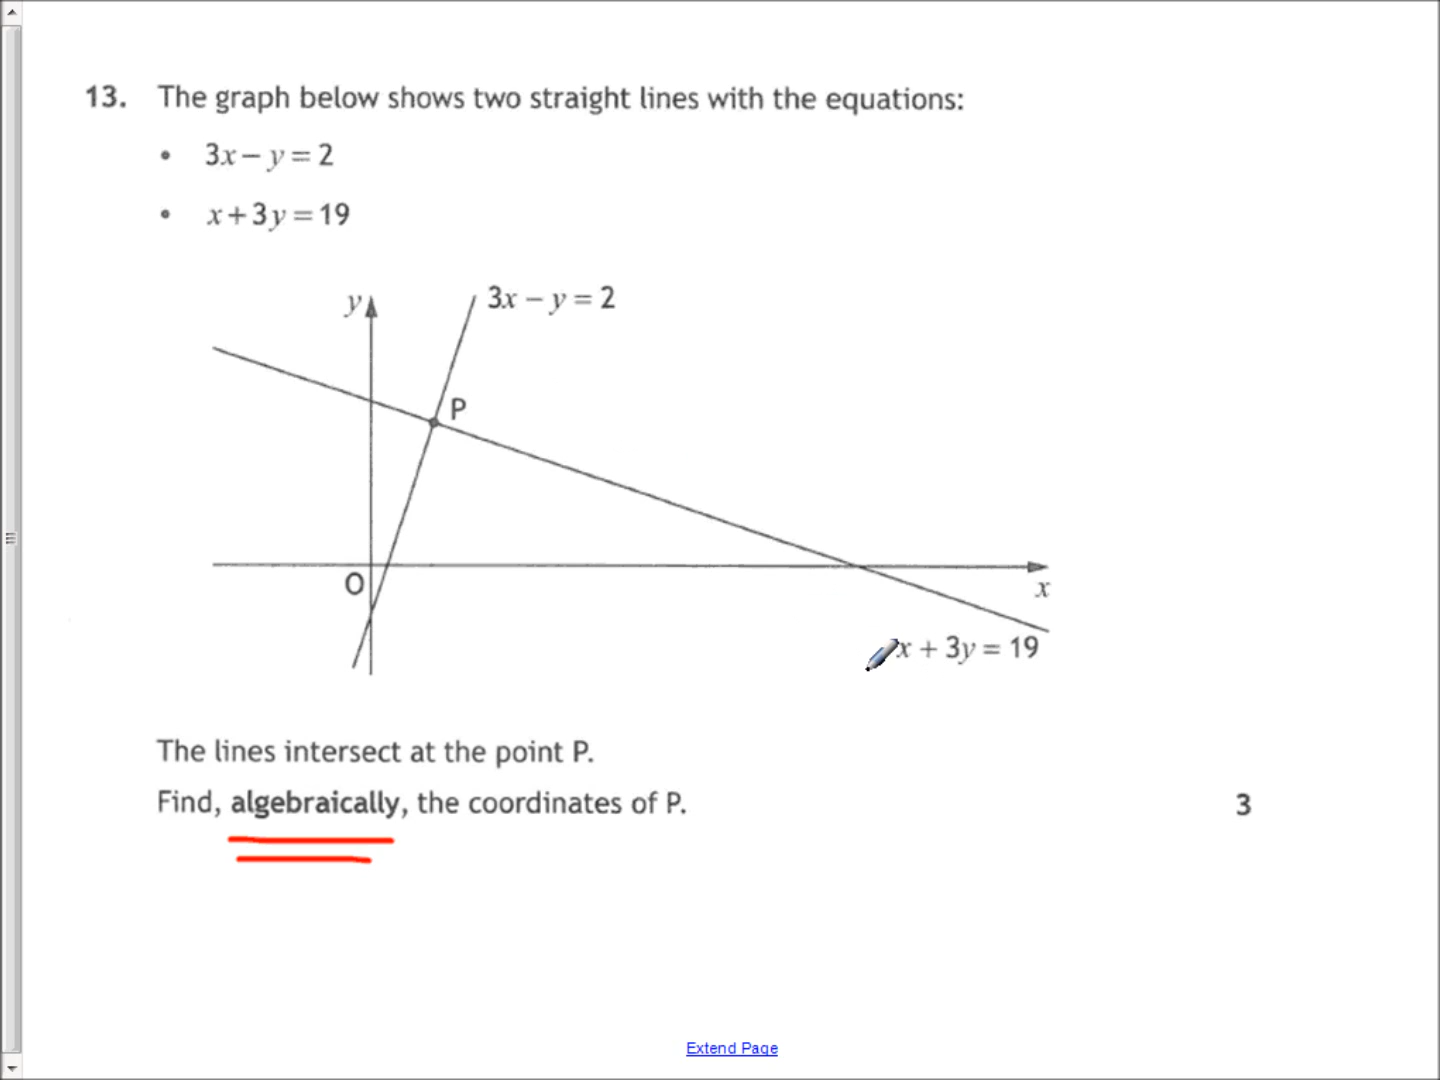 13. The graph below shows two straight lines with the equations:
• 3x – y = 2
• x + 3y = 19
3x – y = 2
y
P
O
x
x + 3y = 19
The lines intersect at the point P.
Find, algebraically, the coordinates of P. 3
Extend Page